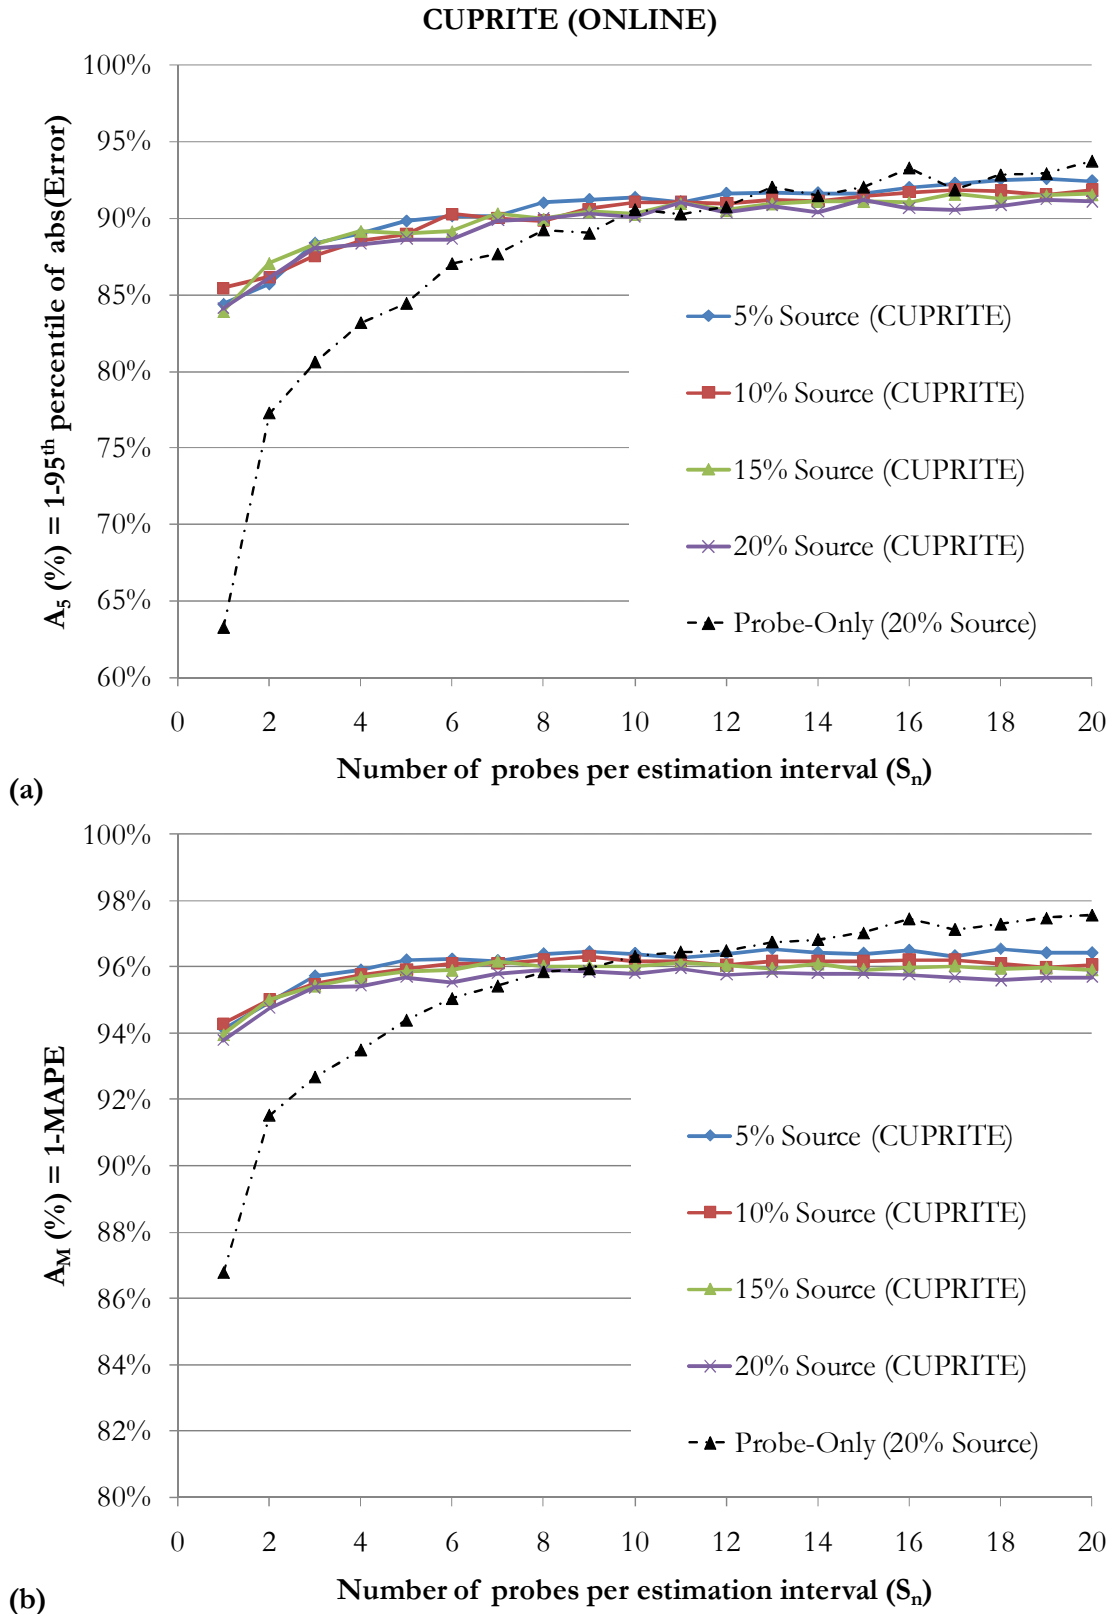 CUPRITE (ONLINE)
100%
95%
90%
85%
80%
75%
70%
65%
60%
A5 (%) = 1-95th percentile of abs(Error)
5% Source (CUPRITE)
10% Source (CUPRITE)
15% Source (CUPRITE)
20% Source (CUPRITE)
Probe-Only (20% Source)
0 2 4 6 8 10 12 14 16 18 20
Number of probes per estimation interval (Sn)
(a)
100%
98%
96%
94%
92%
90%
88%
86%
84%
82%
80%
AM (%) = 1-MAPE
5% Source (CUPRITE)
10% Source (CUPRITE)
15% Source (CUPRITE)
20% Source (CUPRITE)
Probe-Only (20% Source)
0 2 4 6 8 10 12 14 16 18 20
Number of probes per estimation interval (Sn)
(b)